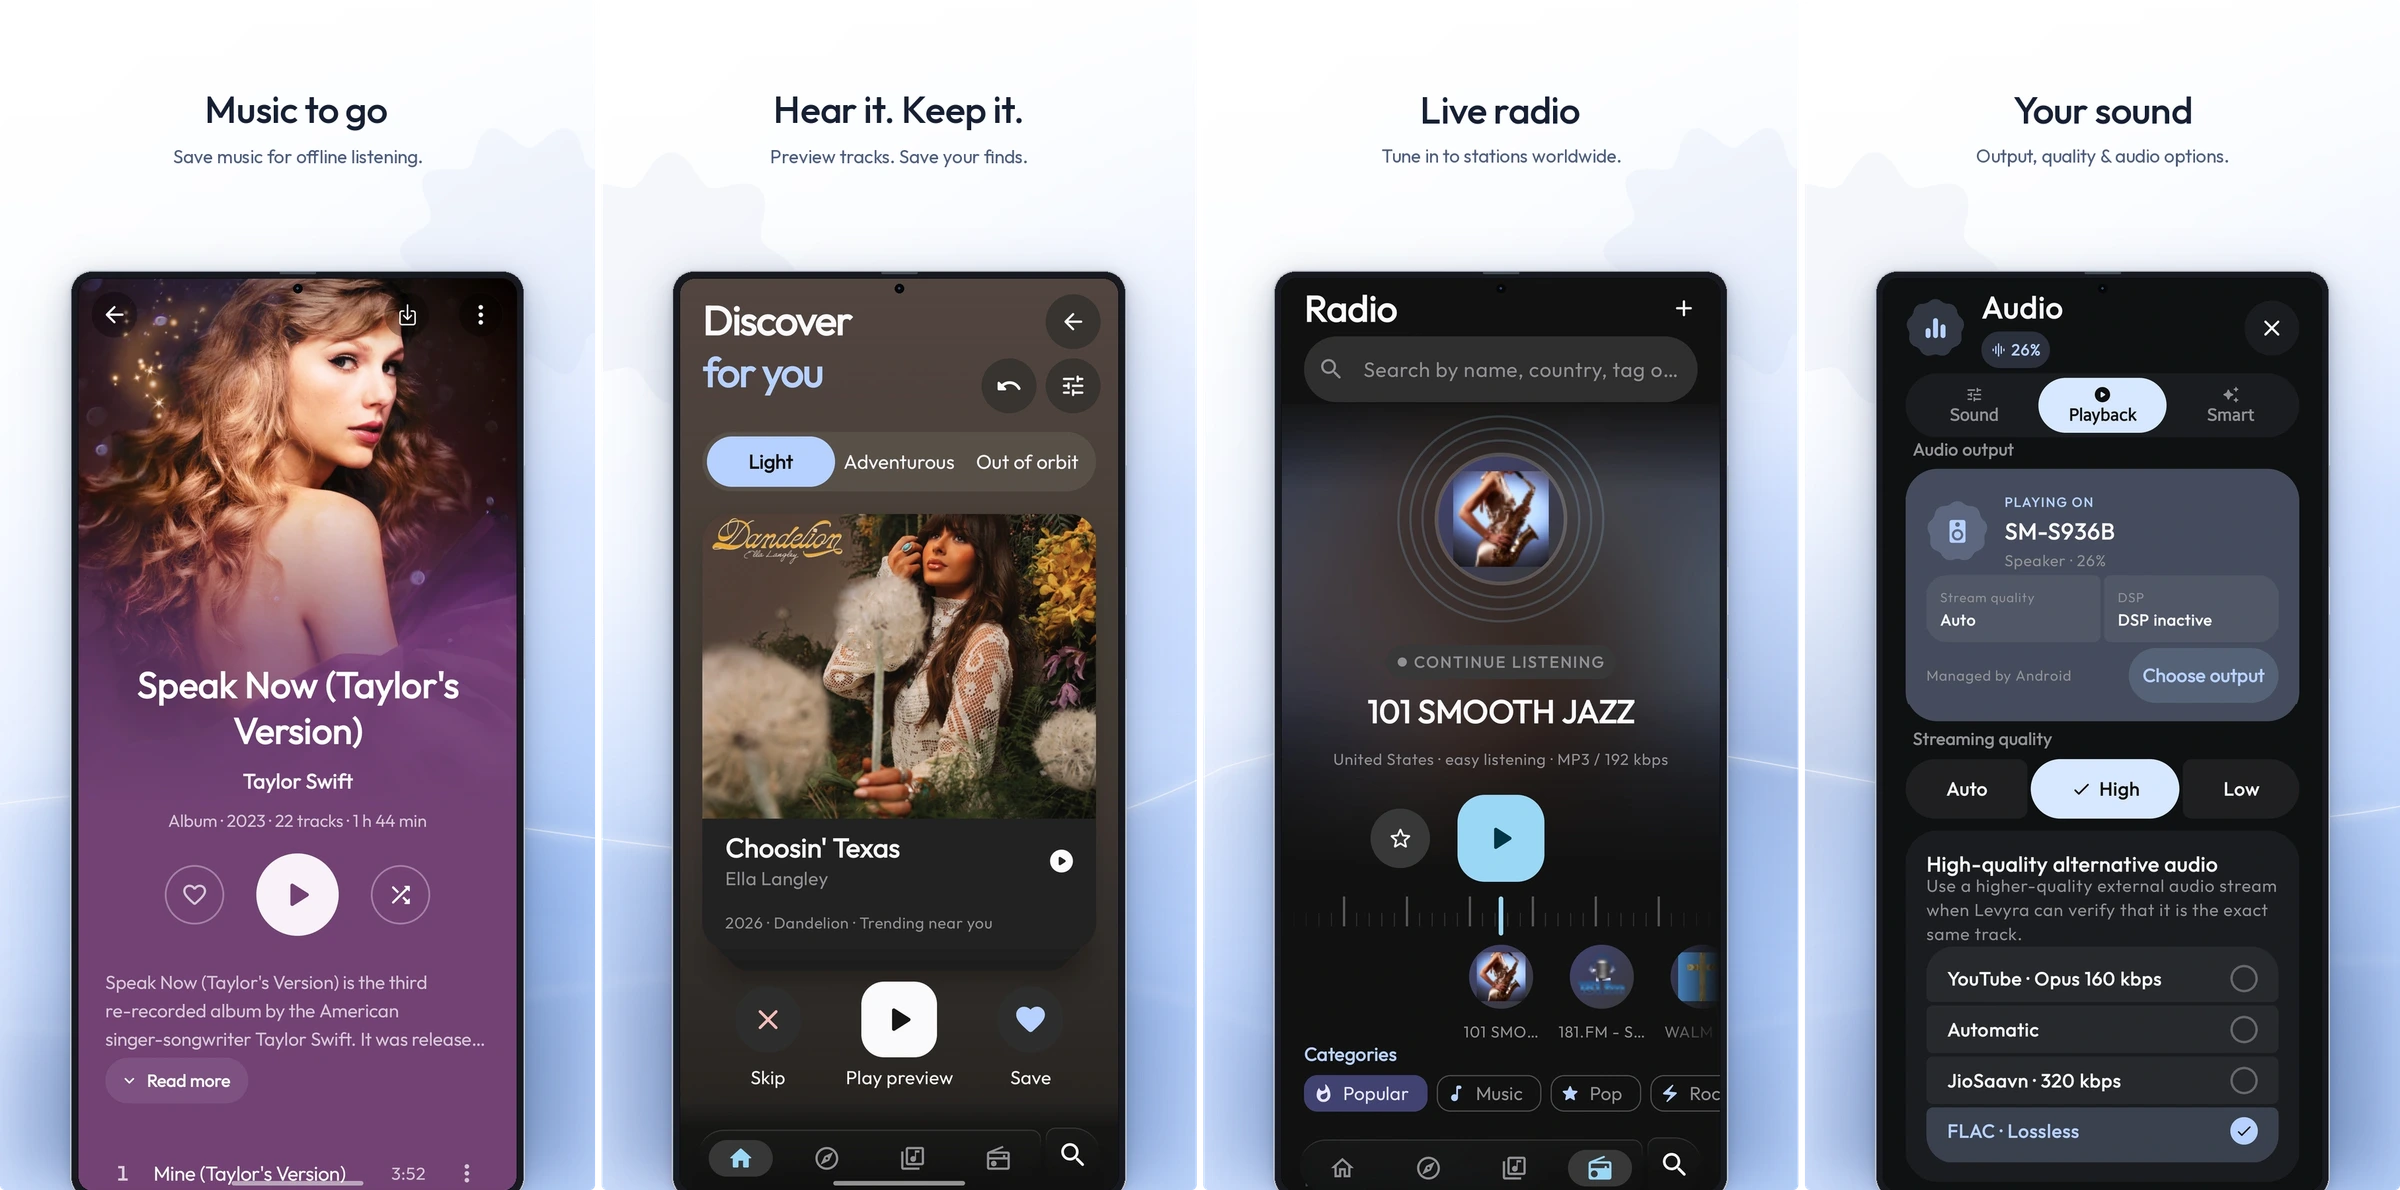 Music to go
Save music for offline listening.
Speak Now (Taylor's
Version)
Taylor Swift
Album · 2023 · 22 tracks · 1 h 44 min
Speak Now (Taylor's Version) is the third
re-recorded album by the American
singer-songwriter Taylor Swift. It was release...
Read more
1 Mine (Taylor's Version) 3:52
Hear it. Keep it.
Preview tracks. Save your finds.
Discover
for you
Light Adventurous Out of orbit
Dandelion
Ella Langley
Choosin' Texas
Ella Langley
2026 · Dandelion · Trending near you
Skip Play preview Save
Live radio
Tune in to stations worldwide.
Radio
Search by name, country, tag o...
CONTINUE LISTENING
101 SMOOTH JAZZ
United States · easy listening · MP3 / 192 kbps
101 SMO... 181.FM - S... WALM
Categories
Popular Music Pop Roc
Your sound
Output, quality & audio options.
Audio
26%
Sound Playback Smart
Audio output
PLAYING ON
SM-S936B
Speaker · 26%
Stream quality
Auto
DSP
DSP inactive
Managed by Android
Choose output
Streaming quality
Auto High Low
High-quality alternative audio
Use a higher-quality external audio stream
when Levyra can verify that it is the exact
same track.
YouTube · Opus 160 kbps
Automatic
JioSaavn · 320 kbps
FLAC · Lossless